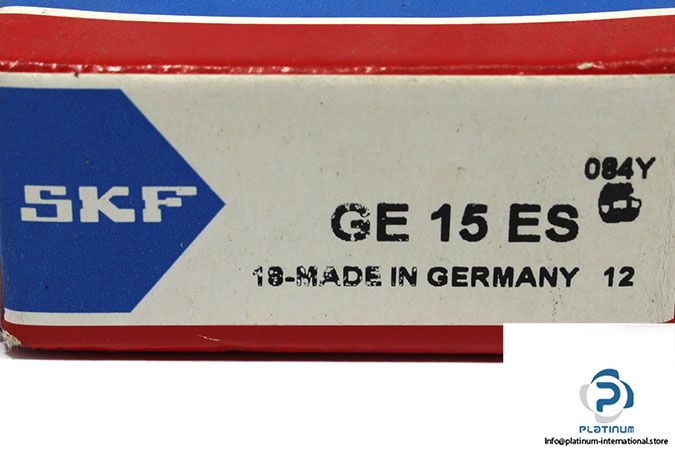 084Y
SKF
GE 15 ES
18-MADE IN GERMANY 12
PLATINUM
Info@platinum-international.store